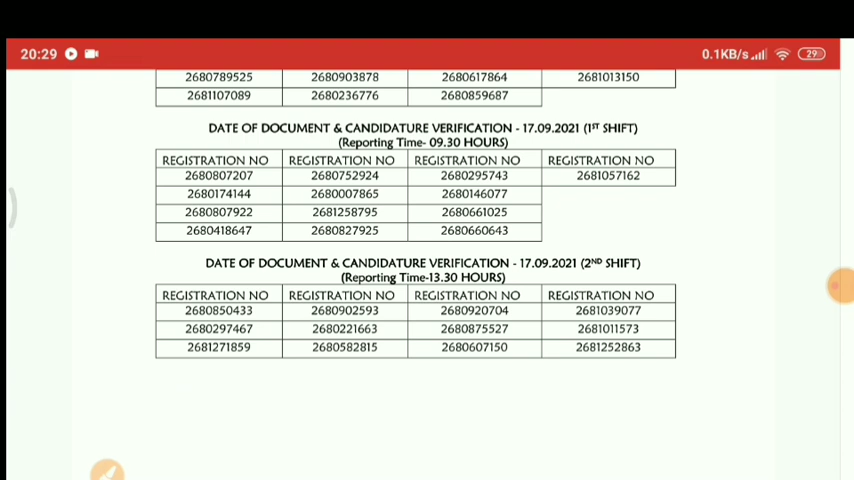 20:29 0.1KB/s 29
2680789525 2680903878 2680617864 2681013150
2681107089 2680236776 2680859687
DATE OF DOCUMENT & CANDIDATURE VERIFICATION - 17.09.2021 (1ST SHIFT)
(Reporting Time- 09.30 HOURS)
REGISTRATION NO REGISTRATION NO REGISTRATION NO REGISTRATION NO
2680807207 2680752924 2680295743 2681057162
2680174144 2680007865 2680146077
2680807922 2681258795 2680661025
2680418647 2680827925 2680660643
DATE OF DOCUMENT & CANDIDATURE VERIFICATION - 17.09.2021 (2ND SHIFT)
(Reporting Time-13.30 HOURS)
REGISTRATION NO REGISTRATION NO REGISTRATION NO REGISTRATION NO
2680850433 2680902593 2680920704 2681039077
2680297467 2680221663 2680875527 2681011573
2681271859 2680582815 2680607150 2681252863